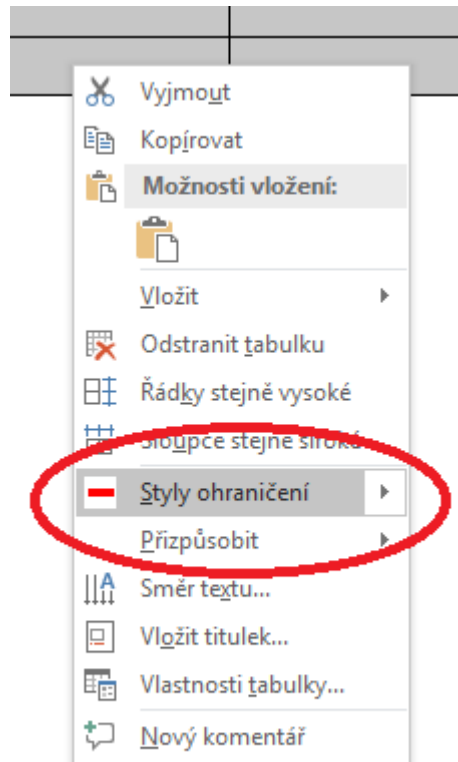 Vyjmout
Kopírovat
Možnosti vložení:
Vložit
Odstranit tabulku
Řádky stejně vysoké
Sloupce stejně široké
Styly ohraničení
Přizpůsobit
Směr textu...
Vložit titulek...
Vlastnosti tabulky...
Nový komentář